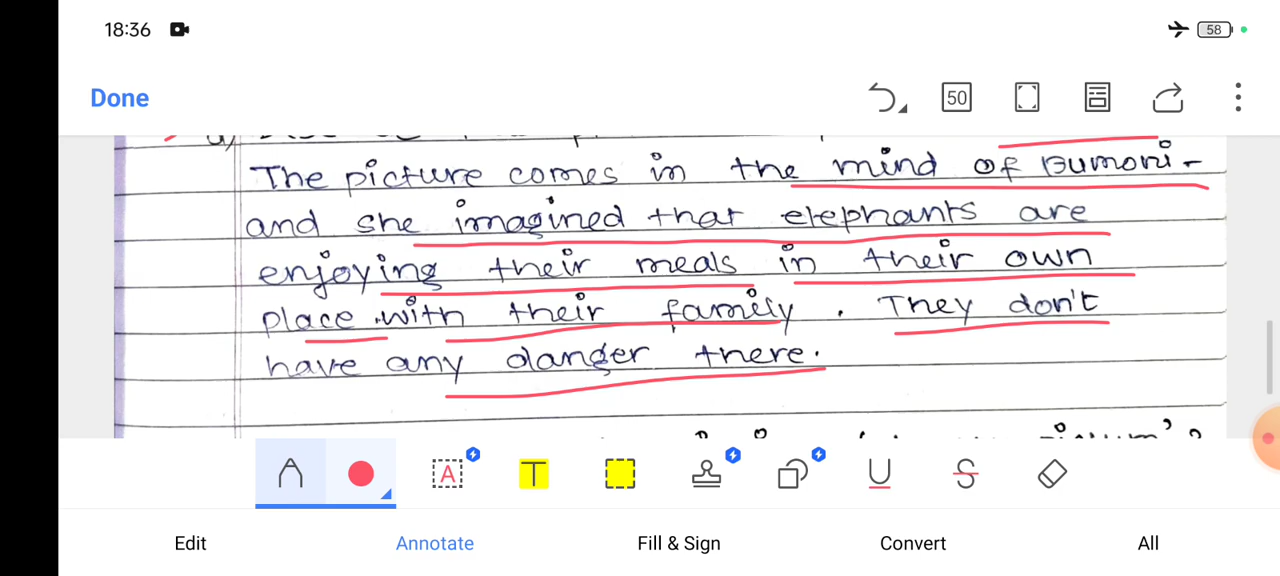 18:36
58
Done
50
a)
The picture comes in the mind of Bumoni -
and she imagined that elephants are
enjoying their meals in their own
place with their family. They don't
have any danger there.
A
T
U
S
Edit Annotate Fill & Sign Convert All